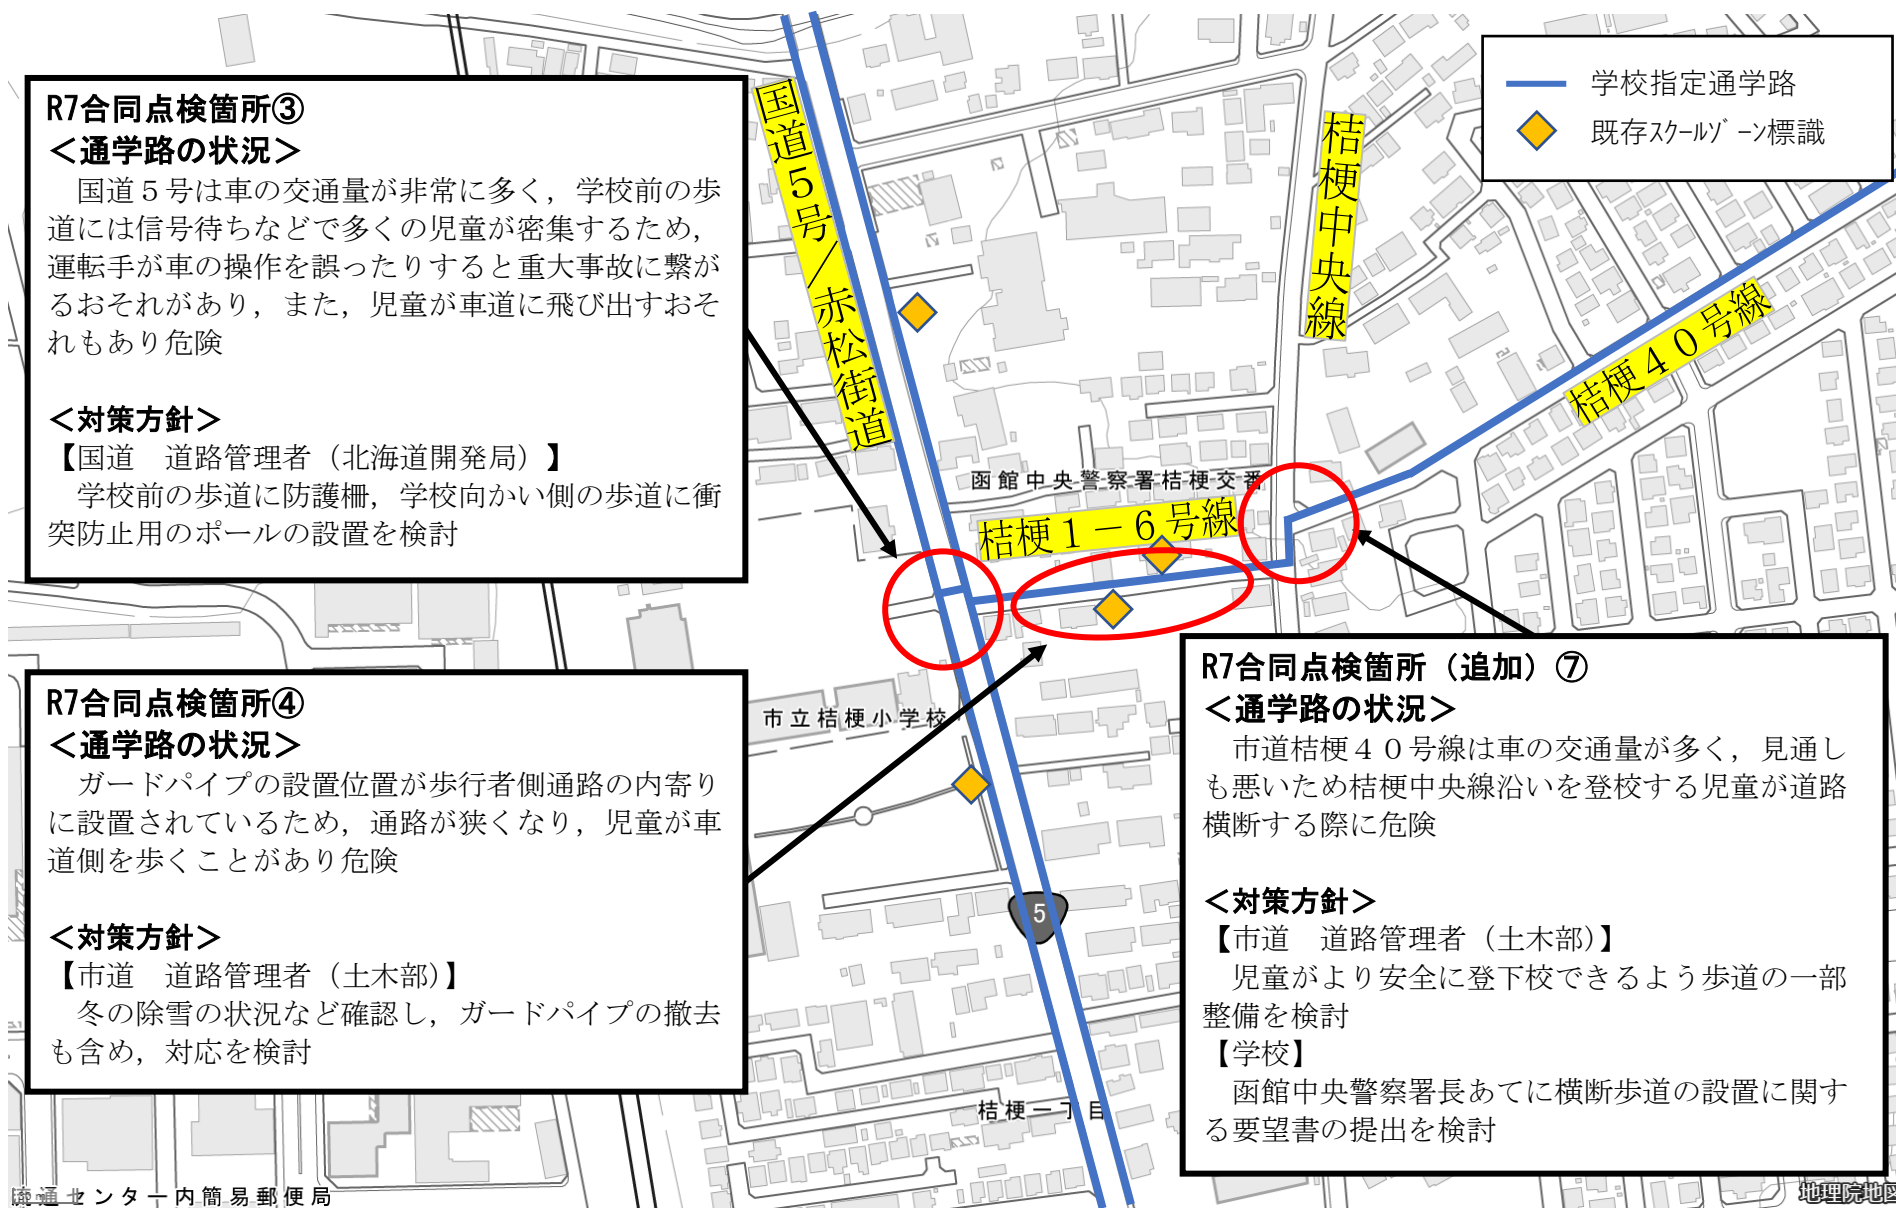 R7合同点検箇所③
＜通学路の状況＞
国道５号は車の交通量が非常に多く，学校前の歩
道には信号待ちなどで多くの児童が密集するため，
運転手が車の操作を誤ったりすると重大事故に繋が
るおそれがあり，また，児童が車道に飛び出すおそ
れもあり危険
＜対策方針＞
【国道　道路管理者（北海道開発局）】
学校前の歩道に防護柵，学校向かい側の歩道に衝
突防止用のポールの設置を検討
国道５号／赤松街道
桔梗中央線
学校指定通学路
既存ｽｸｰﾙｿﾞｰﾝ標識
桔梗４０号線
函館中央警察署桔梗交番
桔梗１－６号線
R7合同点検箇所④
＜通学路の状況＞
ガードパイプの設置位置が歩行者側通路の内寄り
に設置されているため，通路が狭くなり，児童が車
道側を歩くことがあり危険
＜対策方針＞
【市道　道路管理者（土木部）】
冬の除雪の状況など確認し，ガードパイプの撤去
も含め，対応を検討
市立桔梗小学校
5
桔梗一丁目
R7合同点検箇所（追加）⑦
＜通学路の状況＞
市道桔梗４０号線は車の交通量が多く，見通し
も悪いため桔梗中央線沿いを登校する児童が道路
横断する際に危険
＜対策方針＞
【市道　道路管理者（土木部）】
児童がより安全に登下校できるよう歩道の一部
整備を検討
【学校】
函館中央警察署長あてに横断歩道の設置に関す
る要望書の提出を検討
流通センター内簡易郵便局
地理院地図